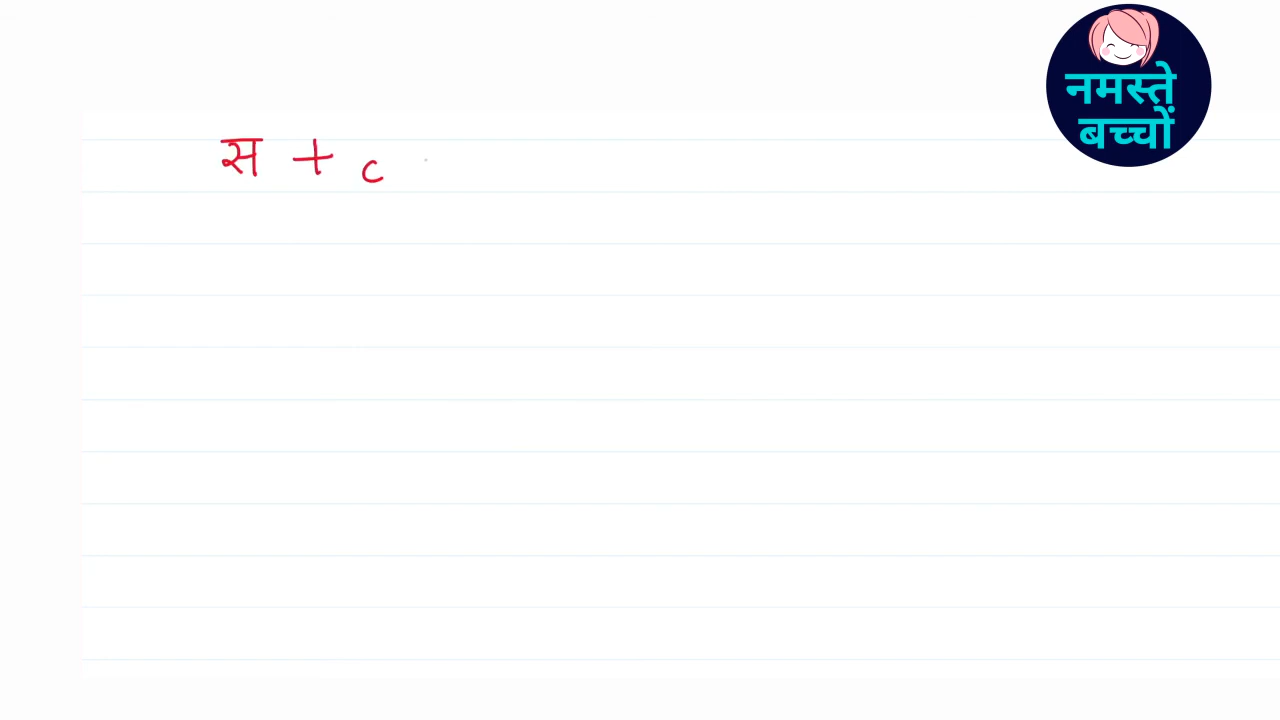 नमस्ते
बच्चों
स + ृ